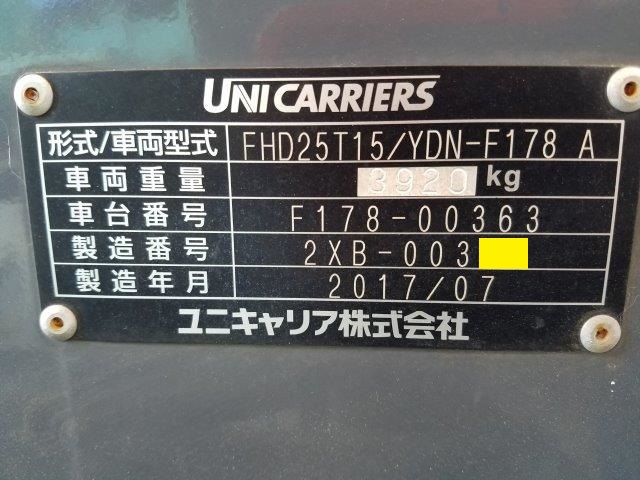 UNICARRIERS
形式/車両型式 FHD25T15/YDN-F178 A
車両重量 3920 kg
車台番号 F178-00363
製造番号 2XB-003
製造年月 2017/07
ユニキャリア株式会社